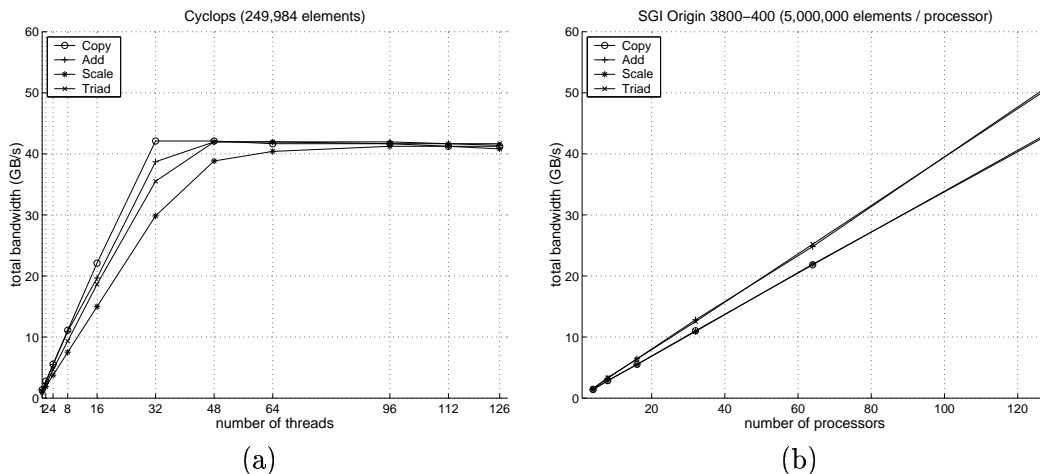 Cyclops (249,984 elements)
60
50
40
30
20
10
0
total bandwidth (GB/s)
Copy
Add
Scale
Triad
1 2 4 8 16 32 48 64 96 112 126
number of threads
(a)
SGI Origin 3800−400 (5,000,000 elements / processor)
60
50
40
30
20
10
0
total bandwidth (GB/s)
Copy
Add
Scale
Triad
20 40 60 80 100 120
number of processors
(b)